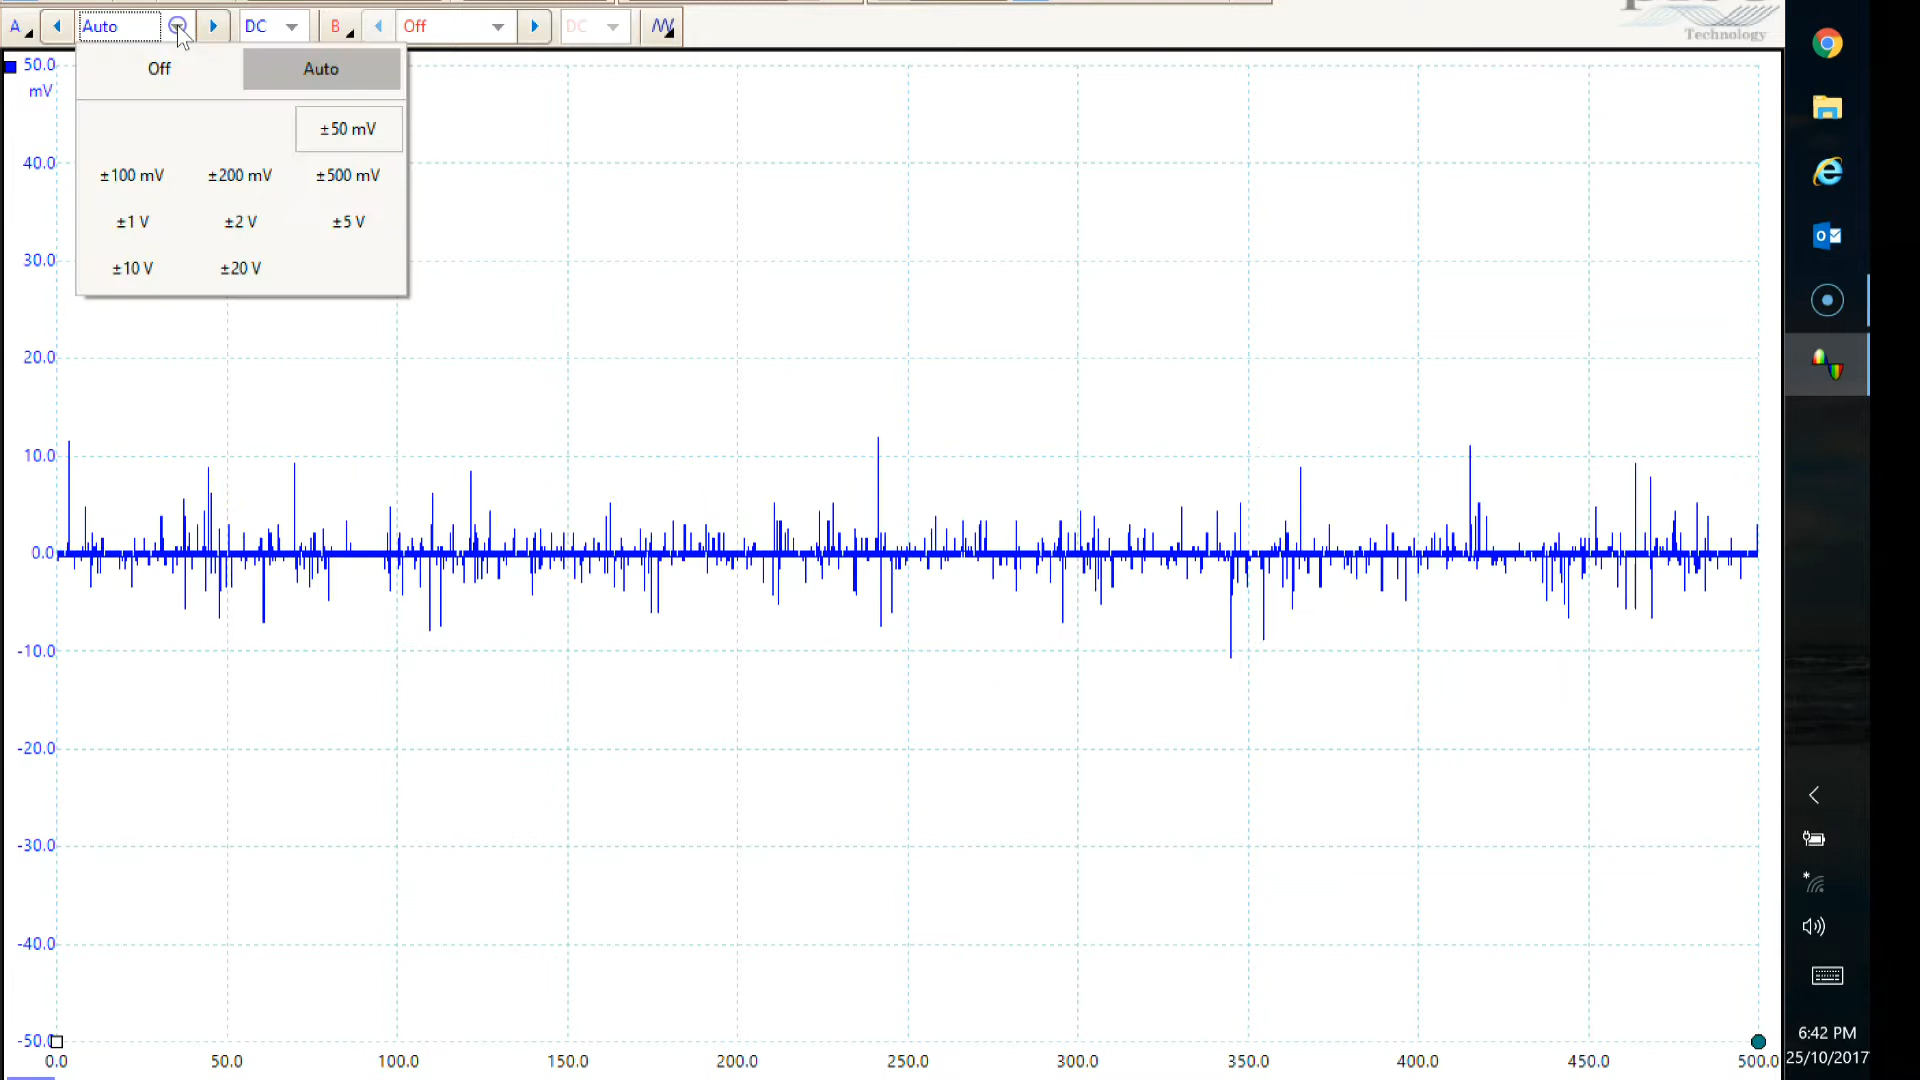 Technology
A Auto DC B Off DC
Off Auto
±50 mV
±100 mV ±200 mV ±500 mV
±1 V ±2 V ±5 V
±10 V ±20 V
50.0
mV
40.0
30.0
20.0
10.0
0.0
-10.0
-20.0
-30.0
-40.0
-50.0
0.0 50.0 100.0 150.0 200.0 250.0 300.0 350.0 400.0 450.0 500.0
6:42 PM
25/10/2017